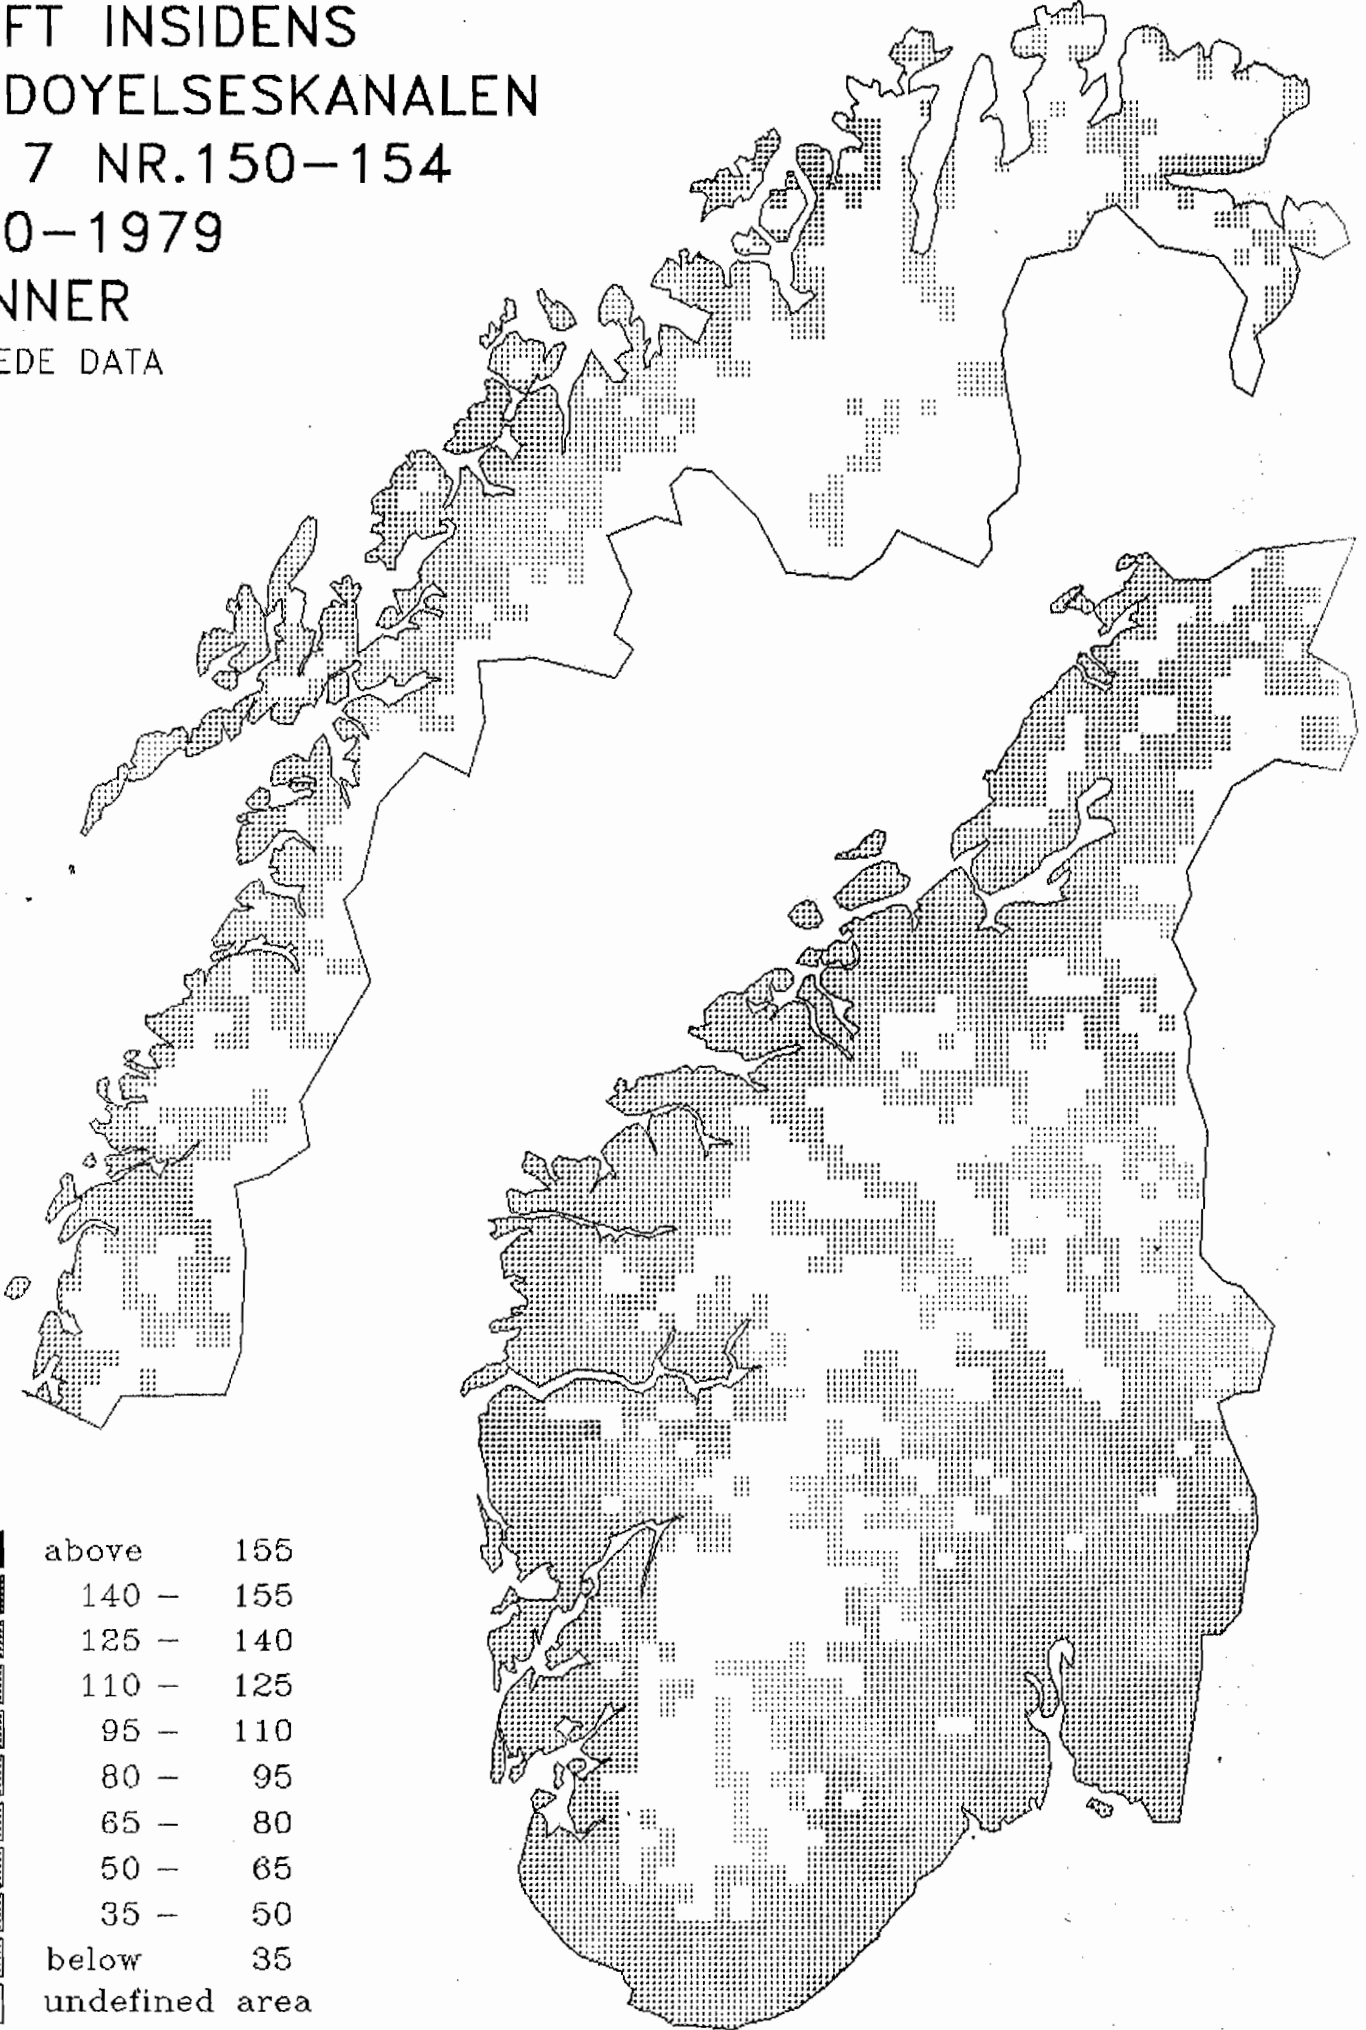 FT INSIDENS
DOYELSESKANALEN
7 NR.150-154
0-1979
NNER
EDE DATA
above 155
140 - 155
125 - 140
110 - 125
95 - 110
80 - 95
65 - 80
50 - 65
35 - 50
below 35
undefined area